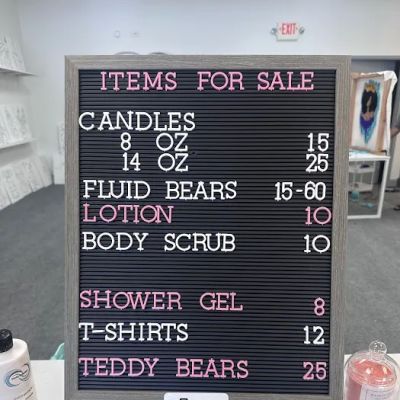 EXIT
ITEMS FOR SALE
CANDLES
8 OZ 15
14 OZ 25
FLUID BEARS 15-60
LOTION 10
BODY SCRUB 10
SHOWER GEL 8
T-SHIRTS 12
TEDDY BEARS 25